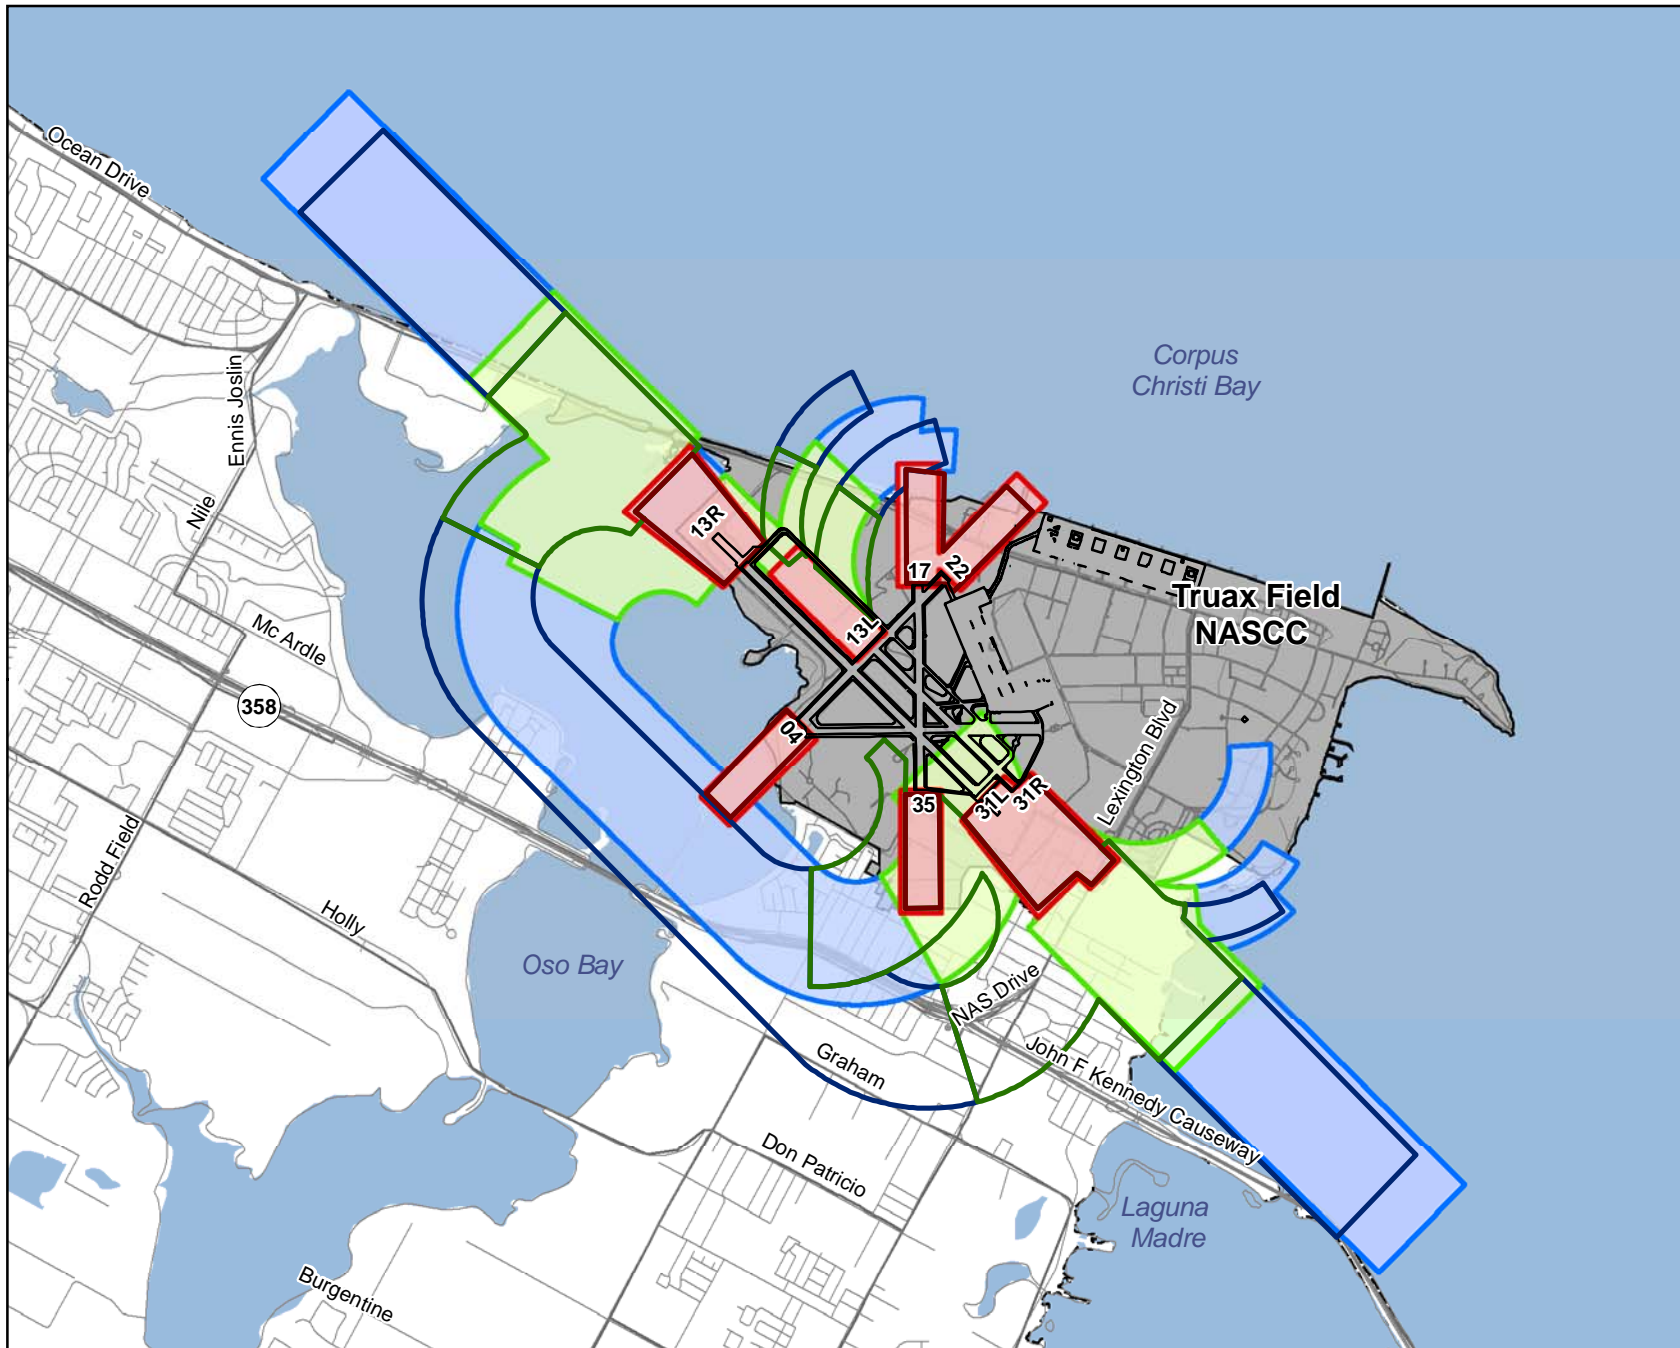 Ocean Drive
Corpus
Christi Bay
Ennis Joslin
Nile
13R
17
22
Truax Field
NASCC
13L
Mc Ardle
358
04
Lexington Blvd
35
31L
31R
Rodd Field
Holly
Oso Bay
NAS Drive
Graham
John F Kennedy Causeway
Don Patricio
Laguna
Madre
Burgentine